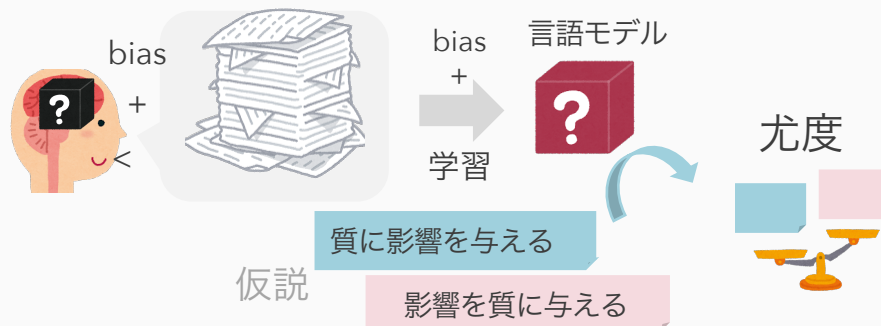 bias
+
?
<
bias
+
学習
言語モデル
?
尤度
仮説
質に影響を与える
影響を質に与える